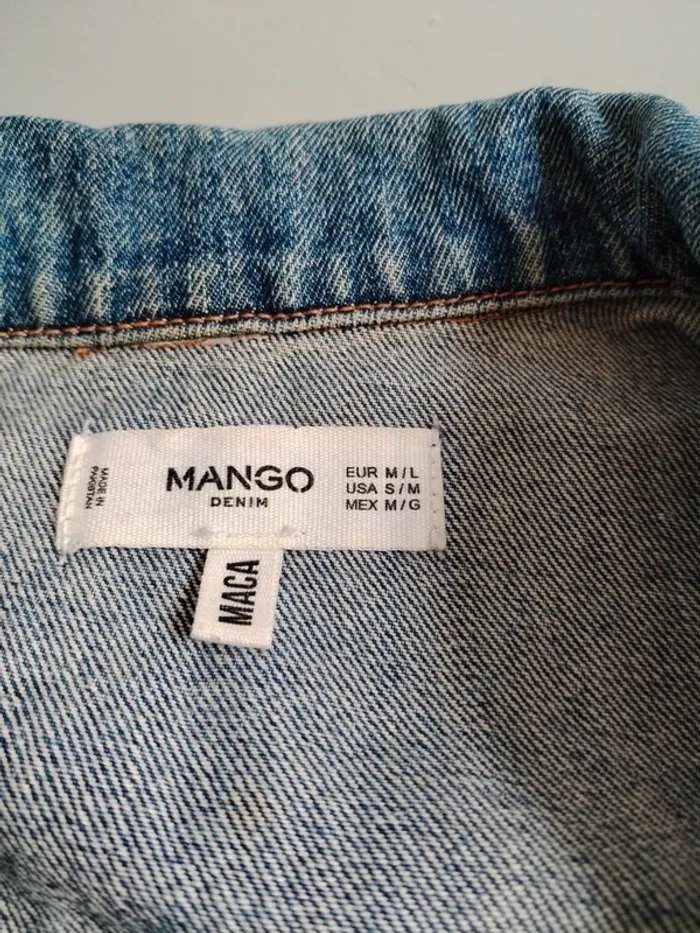 MADE IN
PAKISTAN
MANGO
DENIM
EUR M/L
USA S/M
MEX M/G
MACA